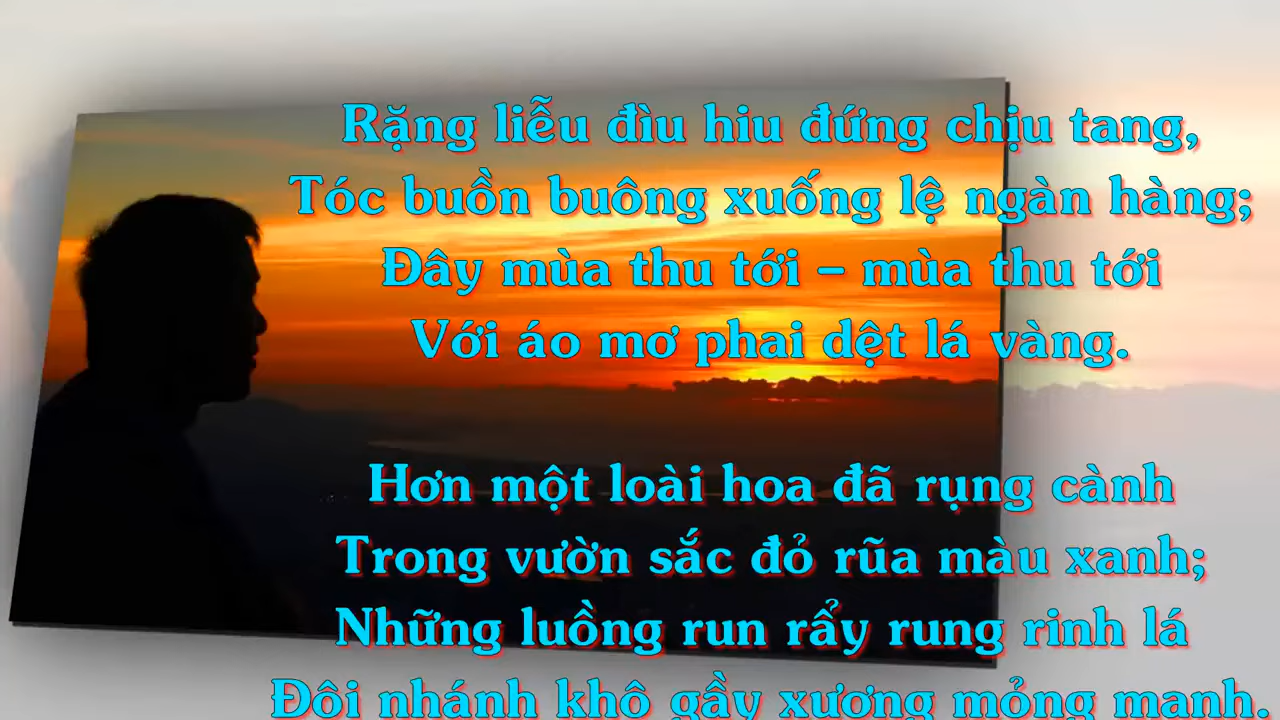 Rặng liễu đìu hiu đứng chịu tang,
Tóc buồn buông xuống lệ ngàn hàng;
Đây mùa thu tới – mùa thu tới
Với áo mơ phai dệt lá vàng.
Hơn một loài hoa đã rụng cành
Trong vườn sắc đỏ rũa màu xanh;
Những luồng run rẩy rung rinh lá
Đôi nhánh khô gầy xương mỏng manh.